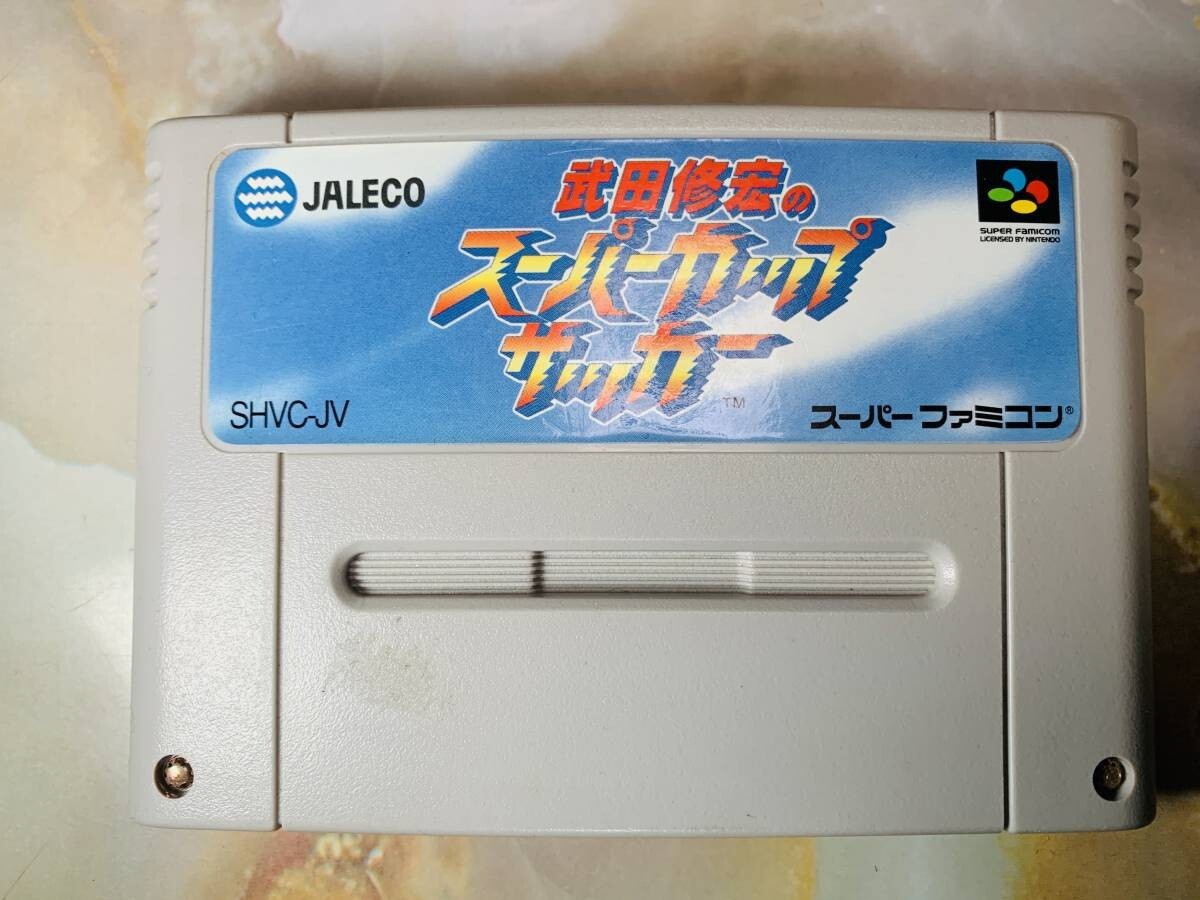 JALECO
武田修宏の
スーパーカップ
サッカー
TM
SUPER FAMICOM
LICENSED BY NINTENDO
SHVC-JV
スーパーファミコン®